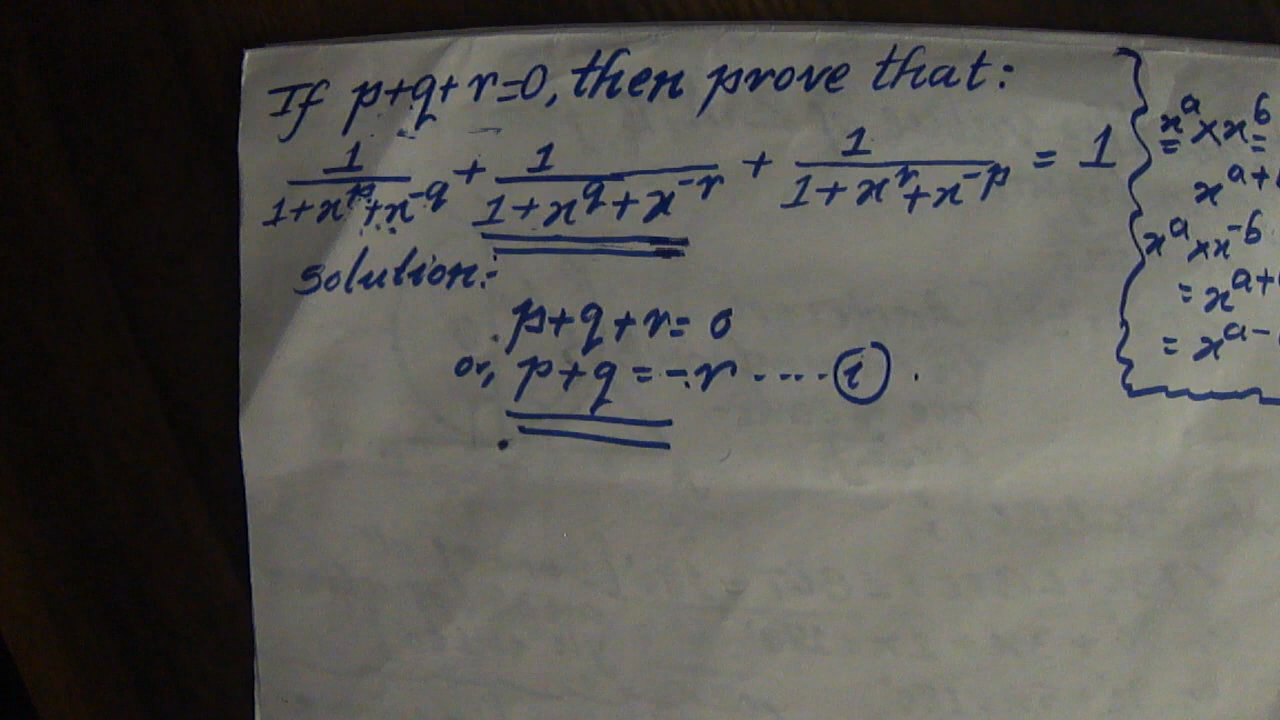 If p+q+r=0, then prove that:
1/(1+x^p+x^-q) + 1/(1+x^q+x^-r) + 1/(1+x^r+x^-p) = 1
solution:-
p+q+r=0
or, p+q=-r ....(i) .
x^a×x^b
x^a+
x^a×x^-b
=x^a+
=x^a-